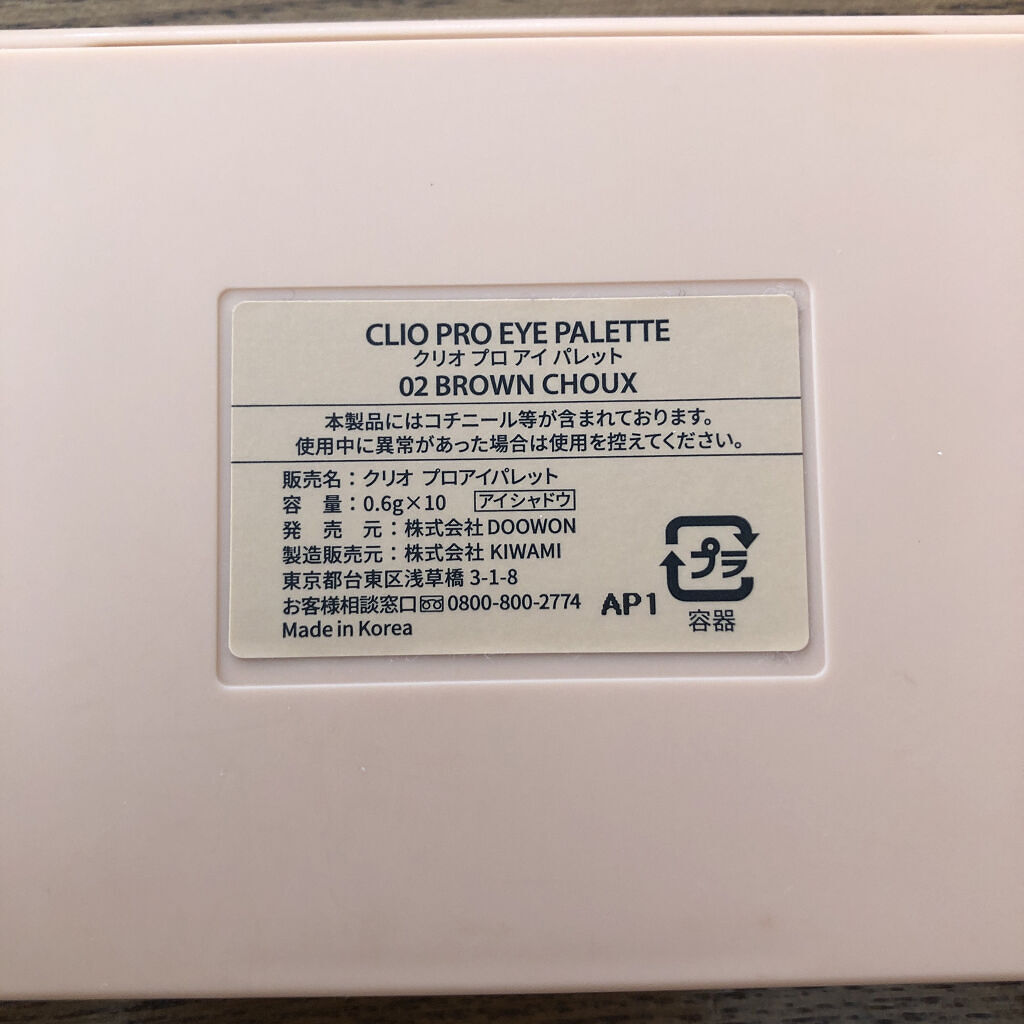 CLIO PRO EYE PALETTE
クリオ プロ アイ パレット
02 BROWN CHOUX
本製品にはコチニール等が含まれております。
使用中に異常があった場合は使用を控えてください。
販売名：クリオ プロアイパレット
容 量：0.6g×10 アイシャドウ
発 売 元：株式会社DOOWON
製造販売元：株式会社 KIWAMI
東京都台東区浅草橋 3-1-8
お客様相談窓口 0800-800-2774
Made in Korea
AP1
プラ
容器